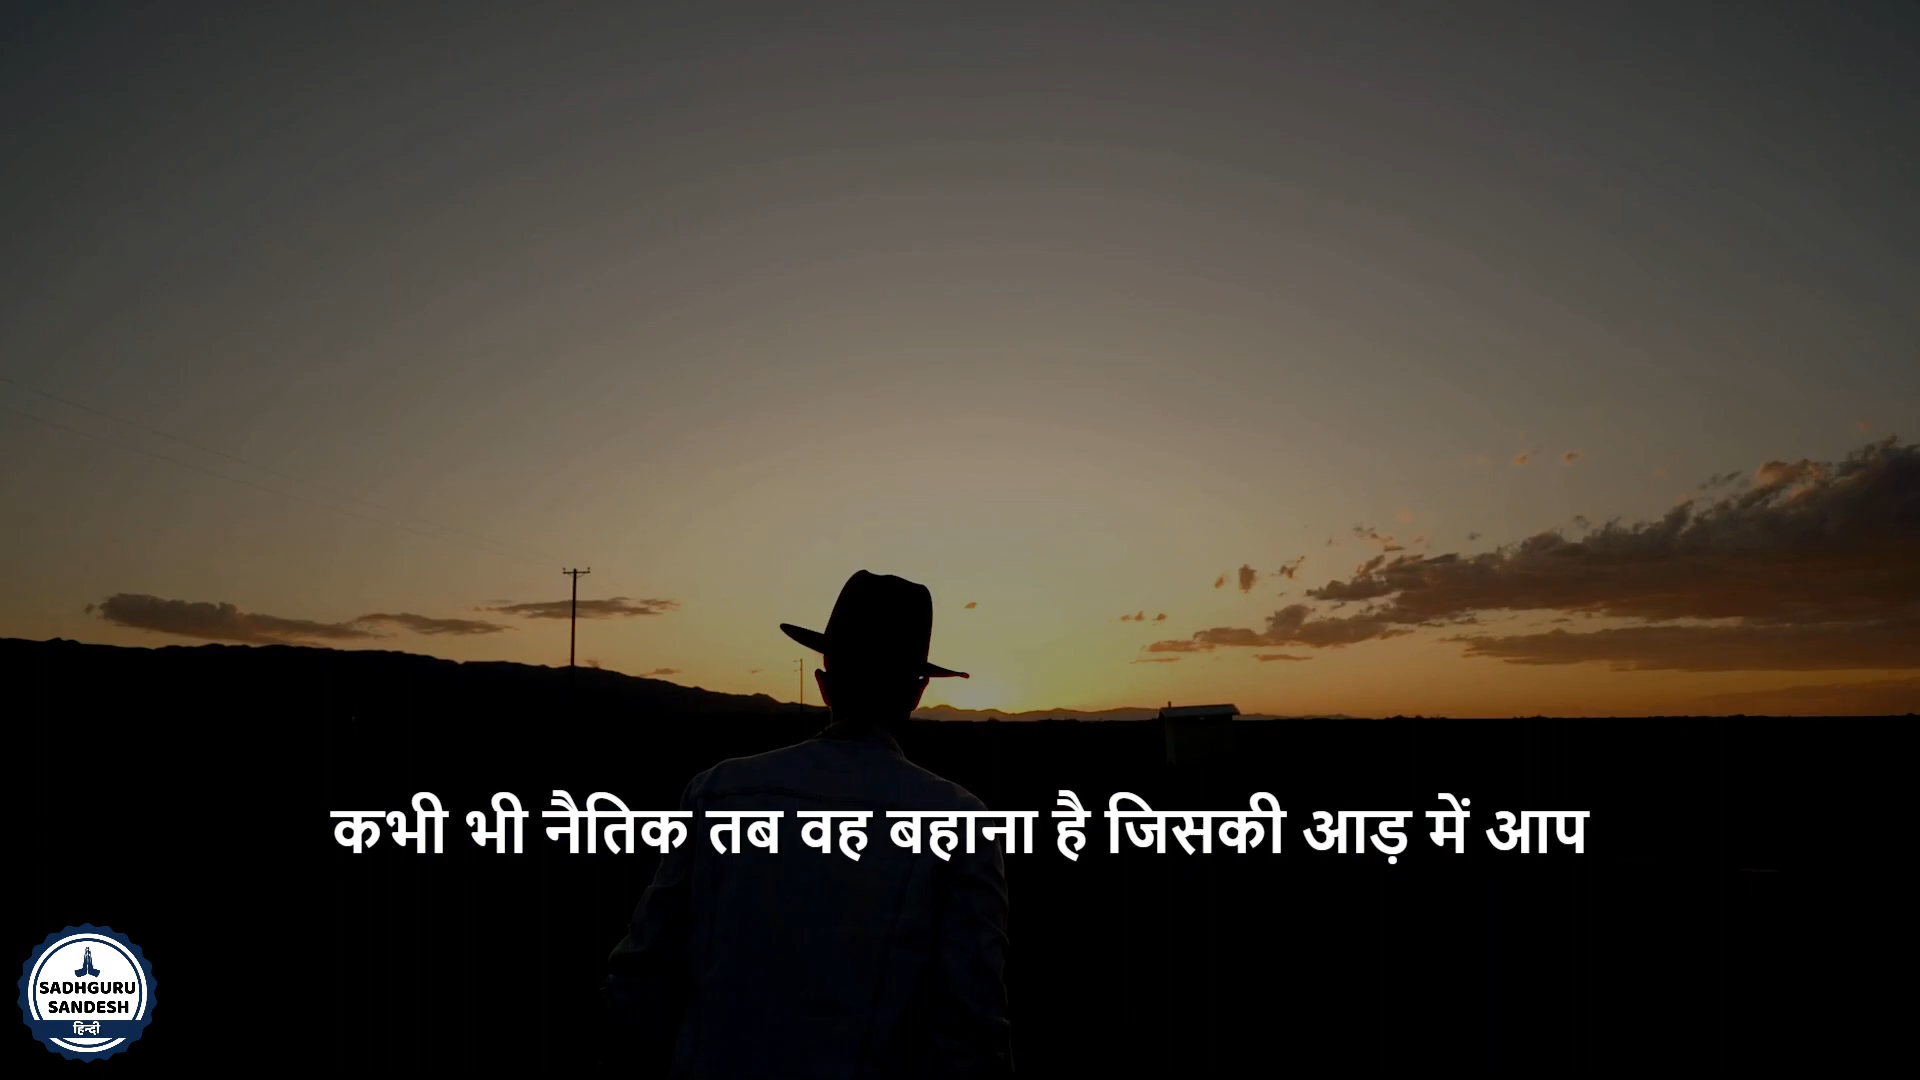 कभी भी नैतिक तब वह बहाना है जिसकी आड़ में आप
SADHGURU
SANDESH
हिन्दी